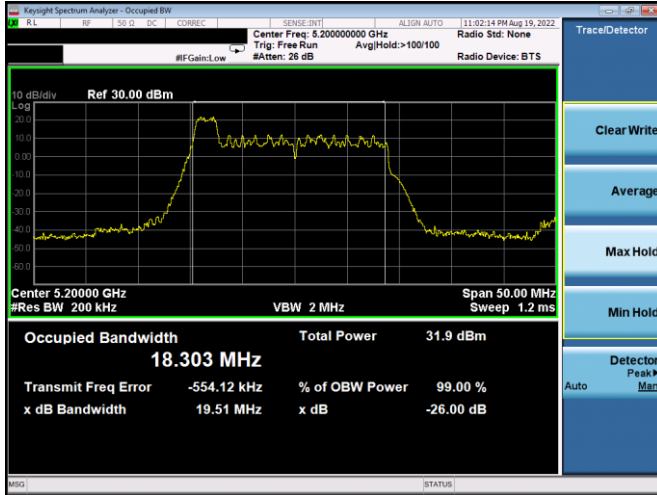 Keysight Spectrum Analyzer - Occupied BW
RL RF 50 Ω DC CORREC SENSE:INT ALIGN AUTO 11:02:14 PM Aug 19, 2022
Center Freq: 5.200000000 GHz Radio Std: None
Trig: Free Run Avg|Hold:>100/100
#IFGain:Low #Atten: 26 dB Radio Device: BTS
Trace/Detector
10 dB/div Ref 30.00 dBm
Log
20.0
10.0
0.00
-10.0
-20.0
-30.0
-40.0
-50.0
-60.0
Center 5.20000 GHz Span 50.00 MHz
#Res BW 200 kHz VBW 2 MHz Sweep 1.2 ms
Occupied Bandwidth Total Power 31.9 dBm
18.303 MHz
Transmit Freq Error -554.12 kHz % of OBW Power 99.00 %
x dB Bandwidth 19.51 MHz x dB -26.00 dB
Clear Write
Average
Max Hold
Min Hold
Detector
Peak
Auto Man
MSG STATUS